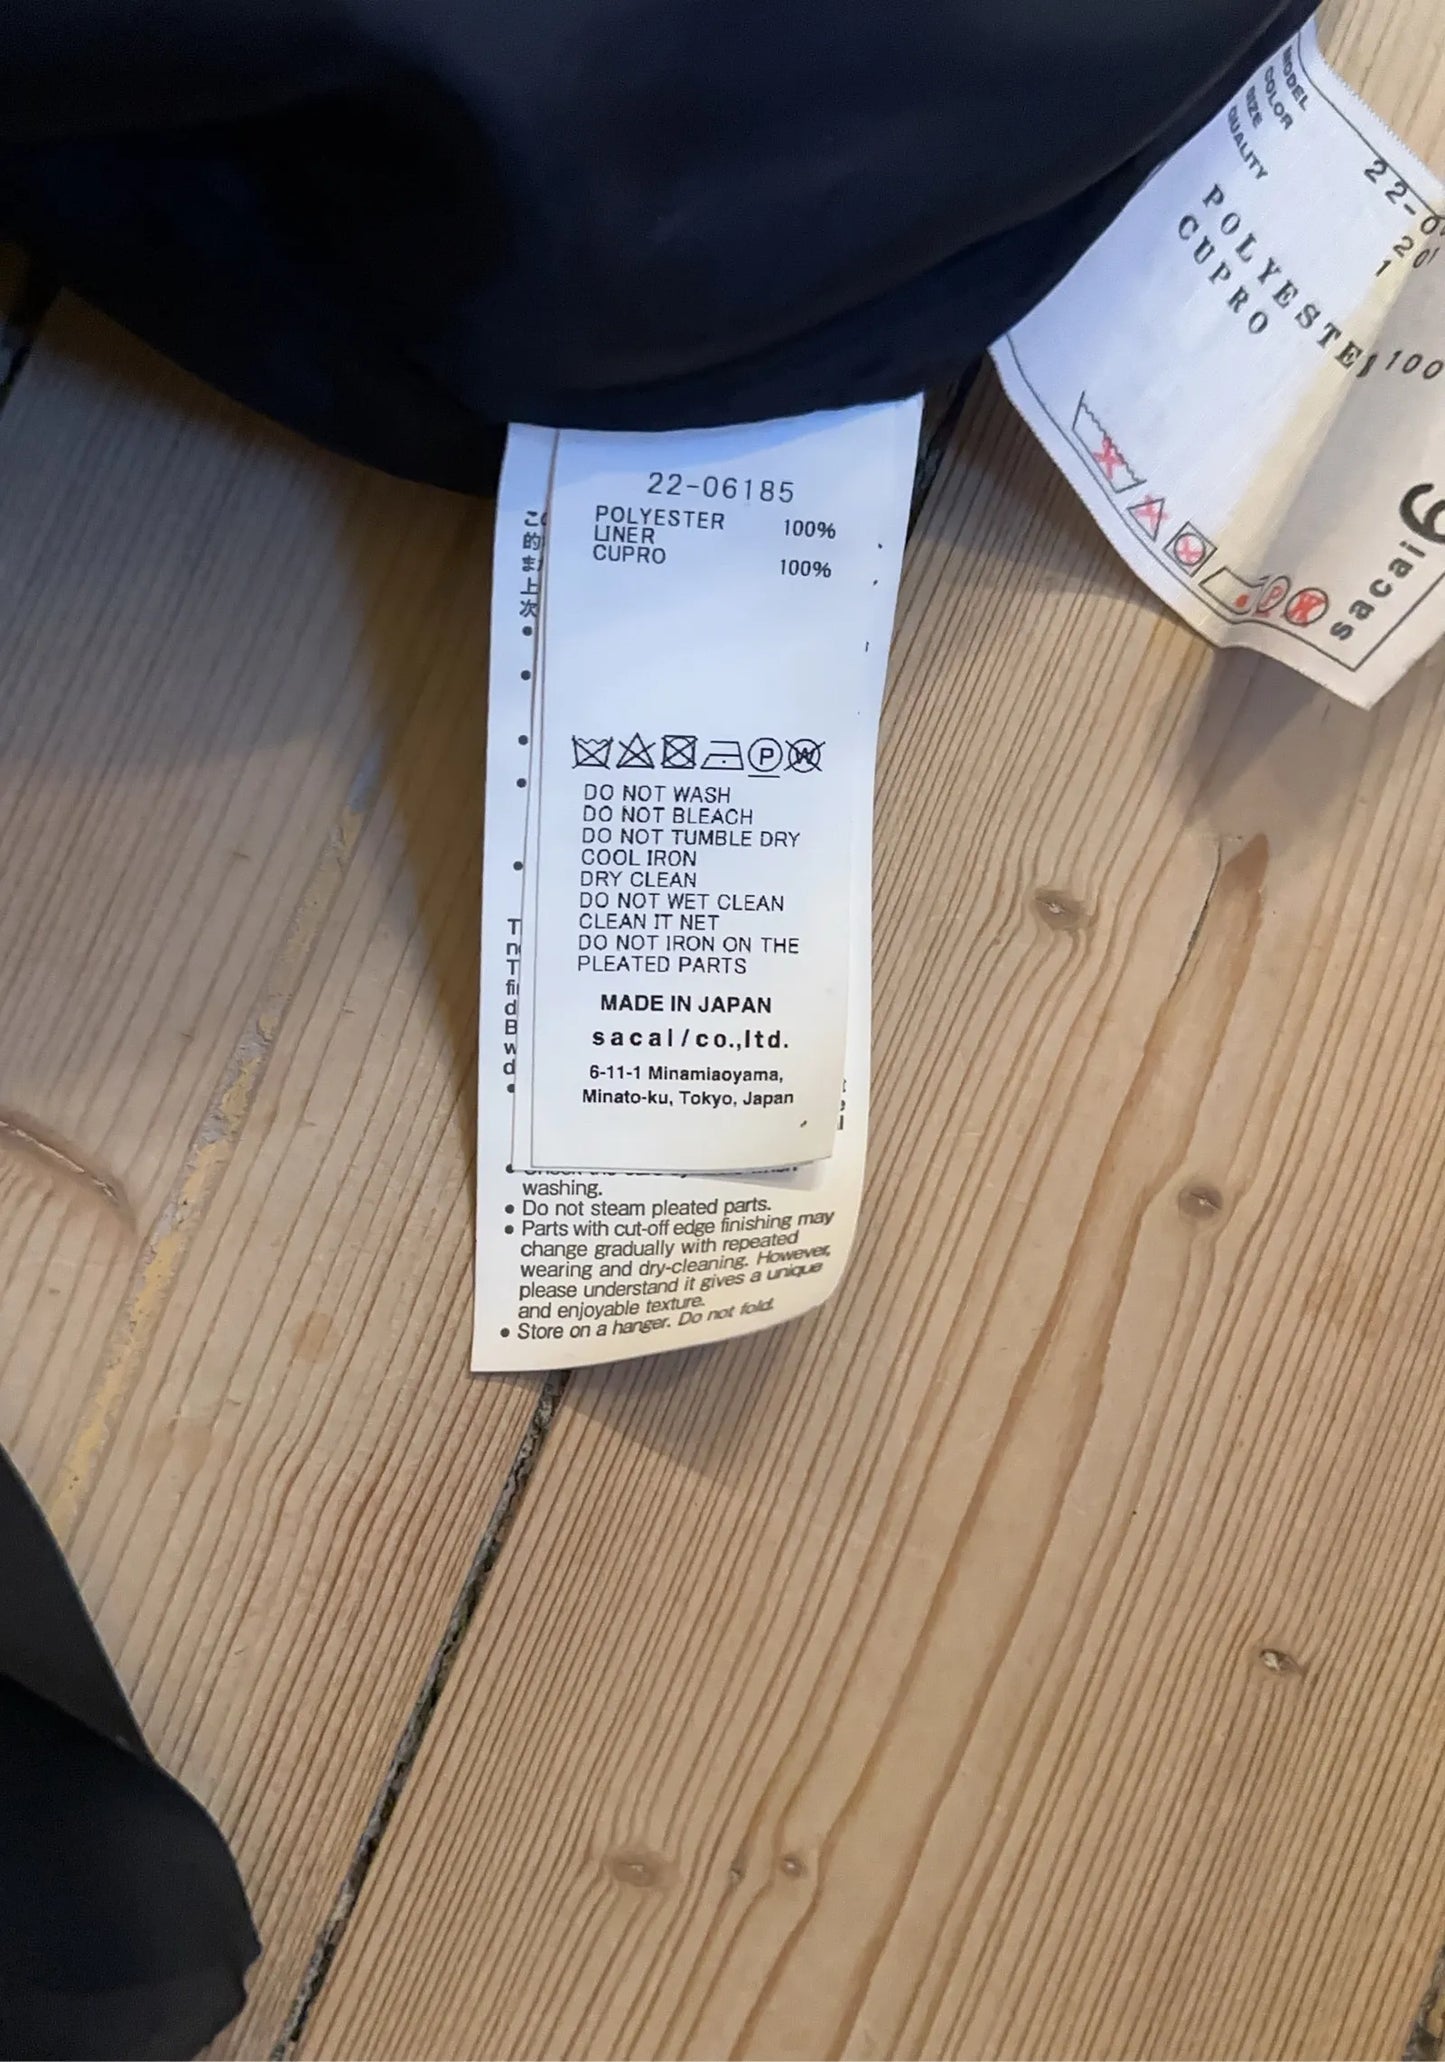 22-06185
POLYESTER 100%
LINER
CUPRO 100%
P W
DO NOT WASH
DO NOT BLEACH
DO NOT TUMBLE DRY
COOL IRON
DRY CLEAN
DO NOT WET CLEAN
CLEAN IT NET
DO NOT IRON ON THE
PLEATED PARTS
MADE IN JAPAN
sacai/co.,ltd.
6-11-1 Minamiaoyama,
Minato-ku, Tokyo, Japan
washing.
• Do not steam pleated parts.
• Parts with cut-off edge finishing may
change gradually with repeated
wearing and dry-cleaning. However,
please understand it gives a unique
and enjoyable texture.
• Store on a hanger. Do not fold.
的
上
次
MODEL
COLOR
SIZE
QUALITY
POLYESTER 100
CUPRO
P W
sacai